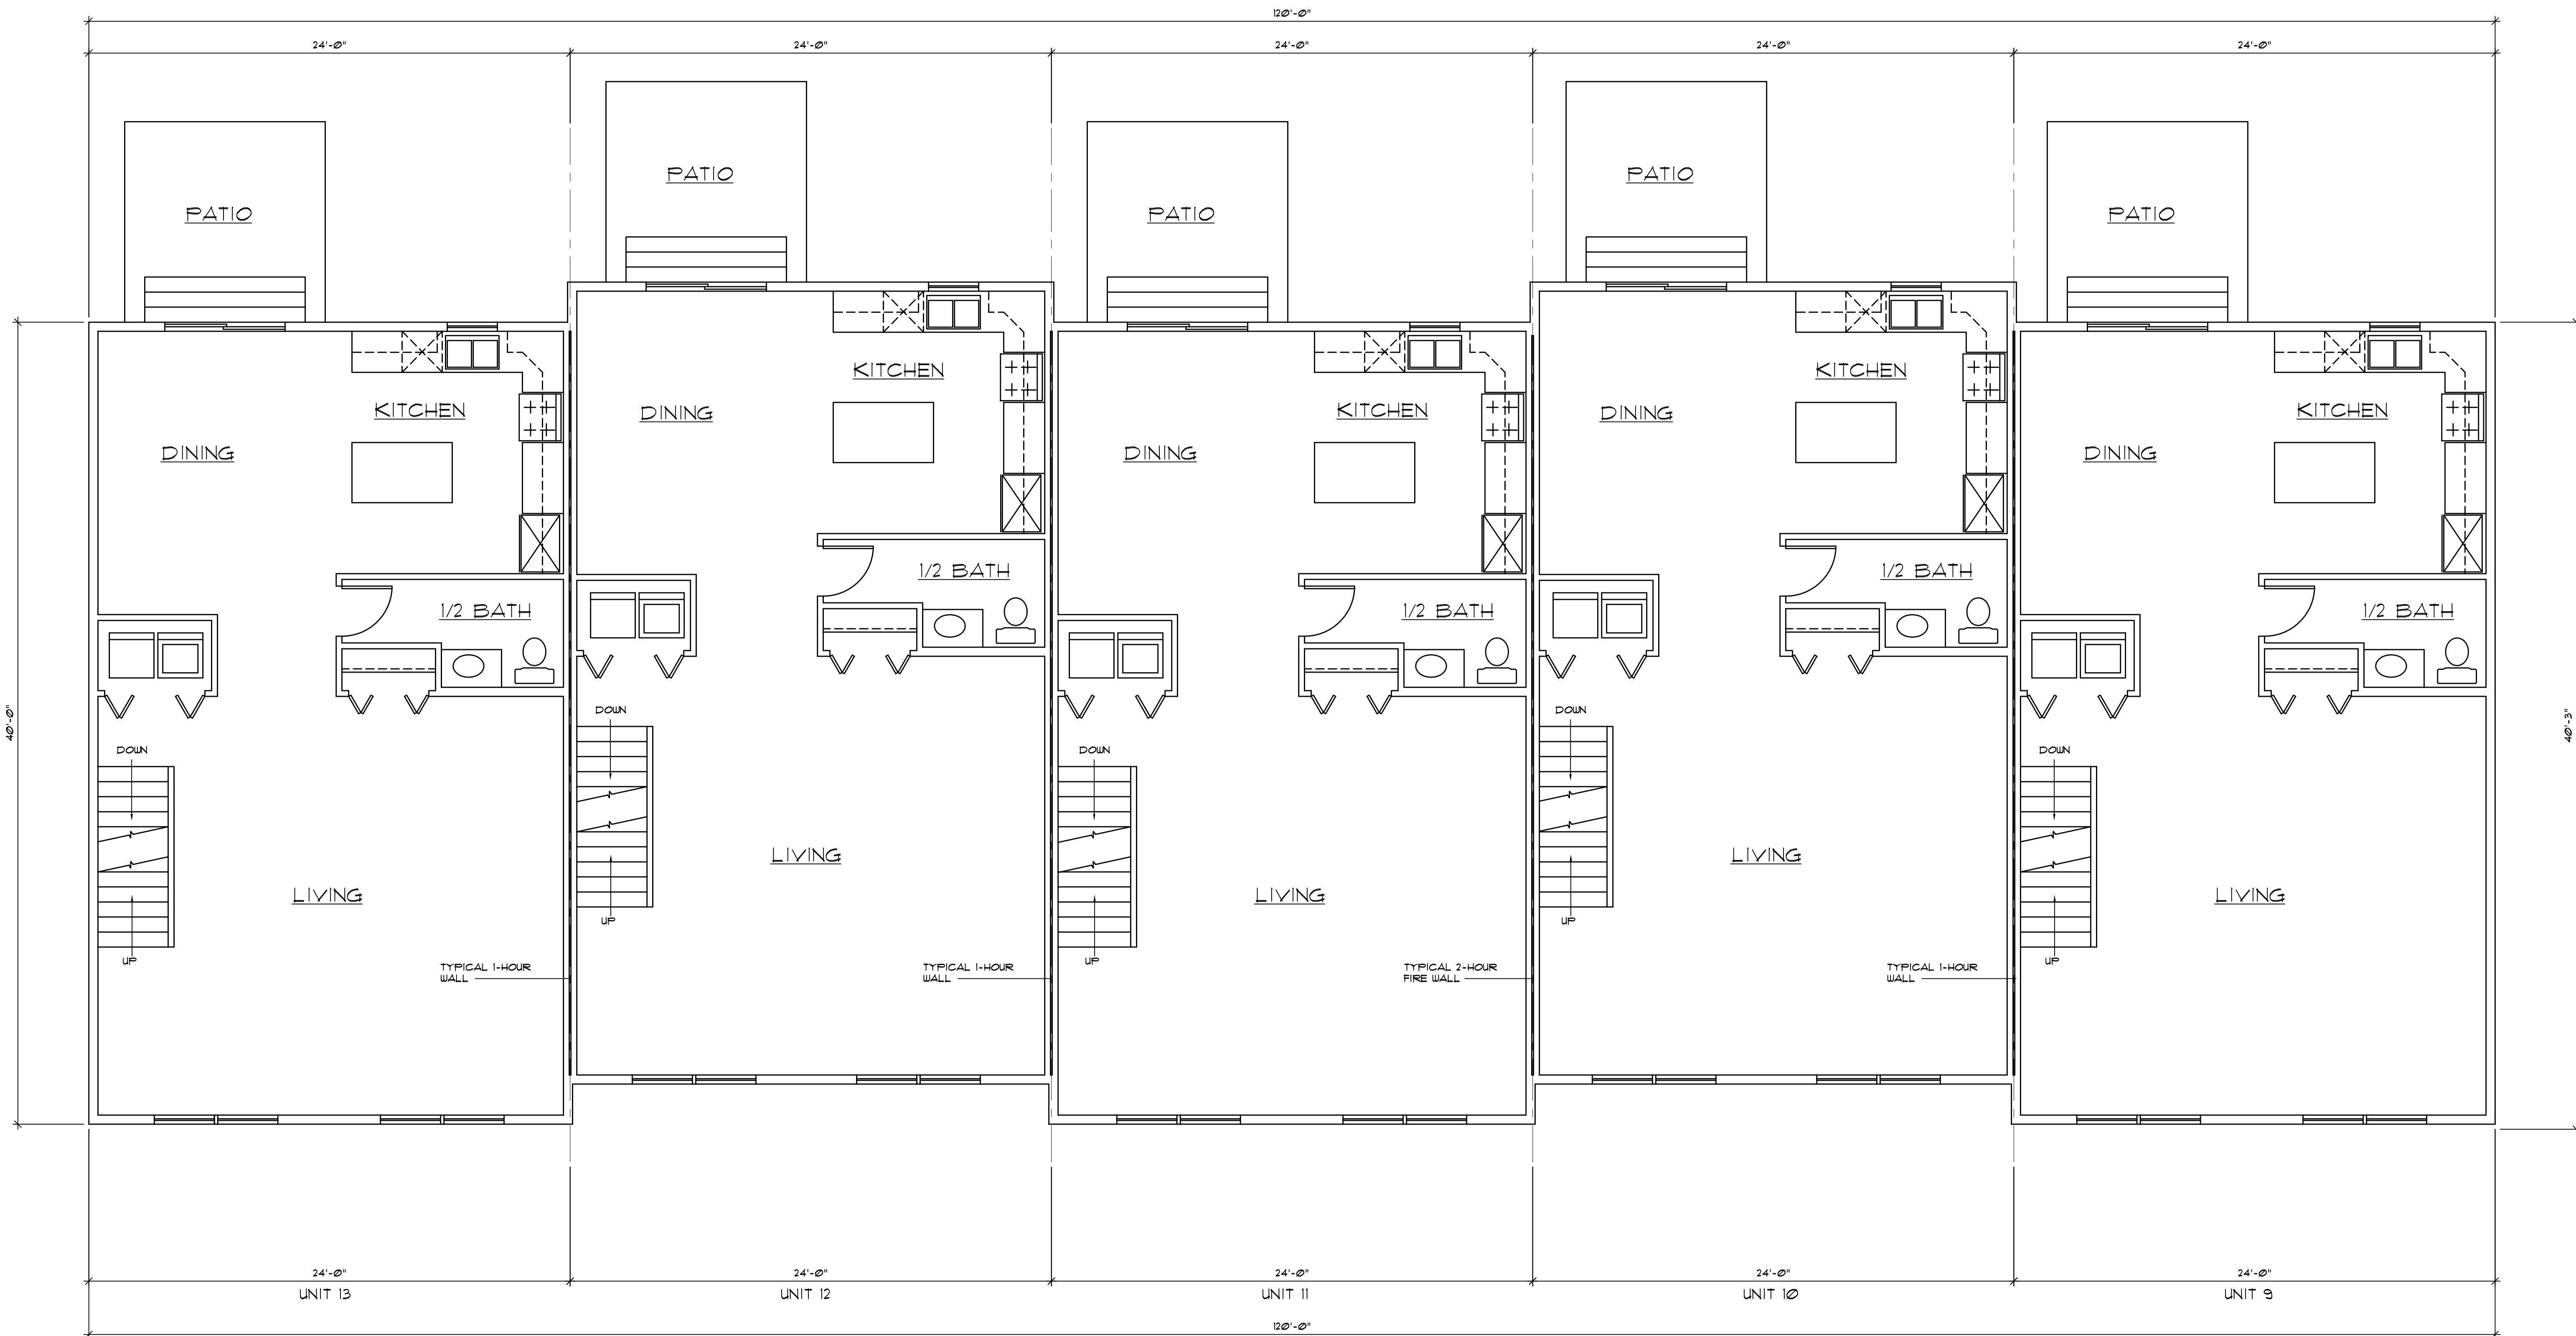 120'-0"
24'-0" 24'-0" 24'-0" 24'-0" 24'-0"
PATIO PATIO
PATIO PATIO PATIO
KITCHEN KITCHEN
KITCHEN KITCHEN KITCHEN
DINING DINING
DINING DINING DINING
1/2 BATH 1/2 BATH
1/2 BATH 1/2 BATH 1/2 BATH
DOWN DOWN
40'-0" 40'-3"
DOWN DOWN DOWN
LIVING LIVING
LIVING LIVING LIVING
UP UP
UP UP UP
TYPICAL 1-HOUR
WALL
TYPICAL 1-HOUR
WALL
TYPICAL 2-HOUR
FIRE WALL
TYPICAL 1-HOUR
WALL
24'-0" 24'-0" 24'-0" 24'-0" 24'-0"
UNIT 13 UNIT 12 UNIT 11 UNIT 10 UNIT 9
120'-0"